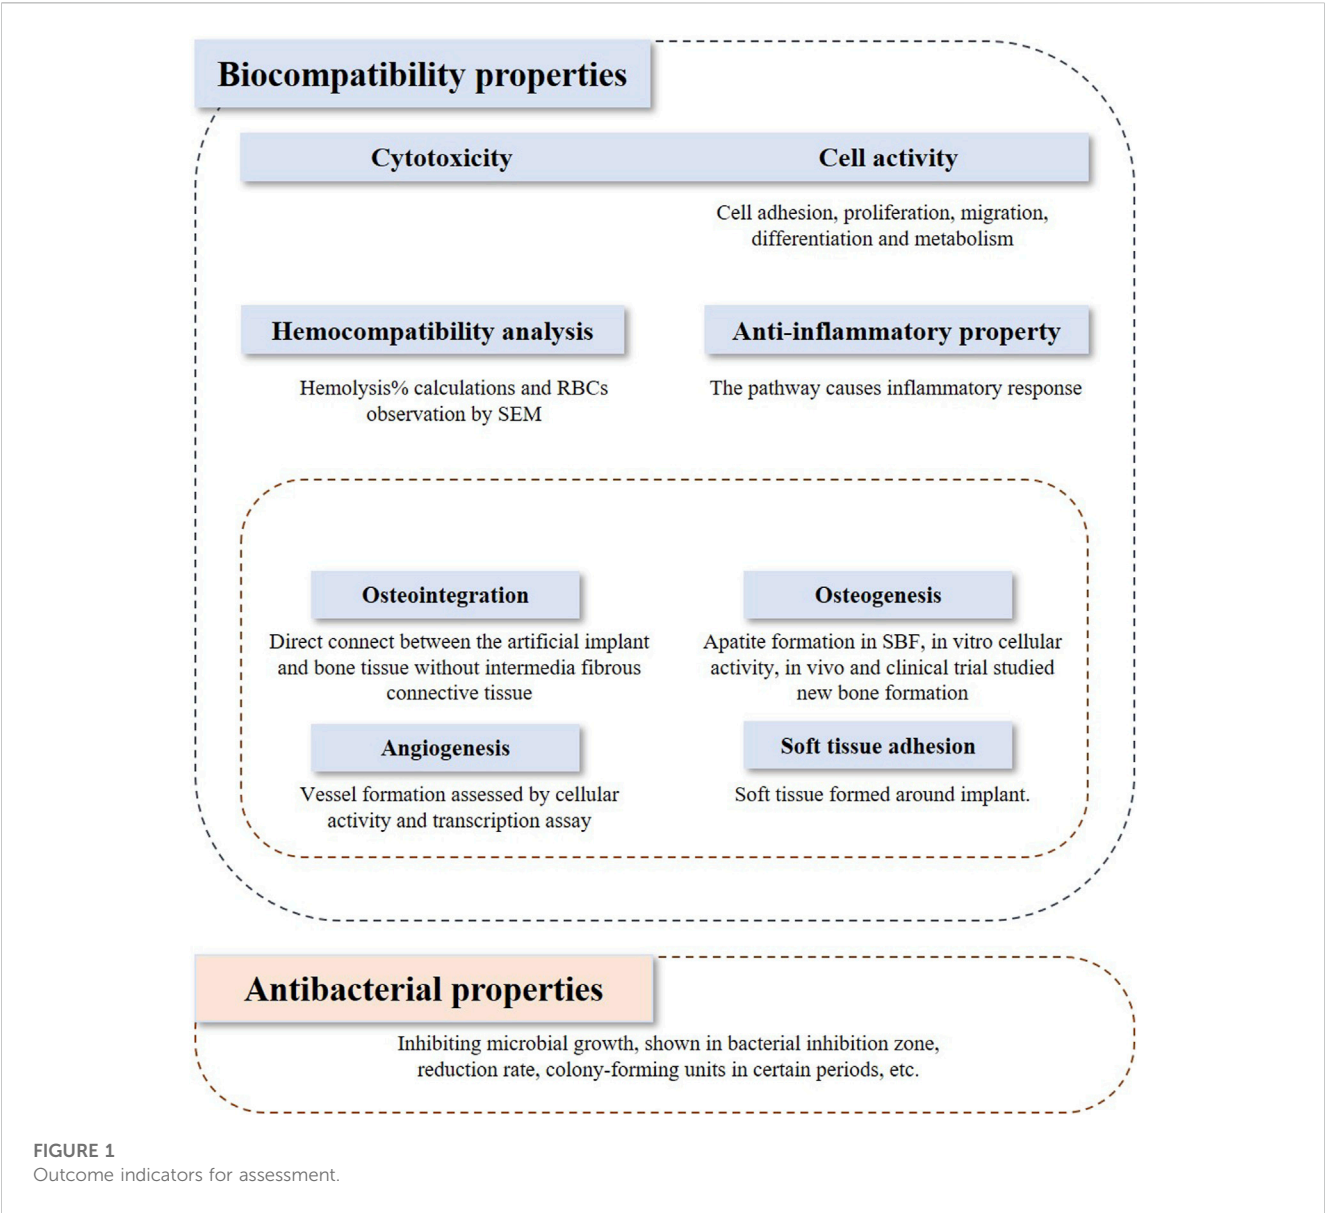 Biocompatibility properties
Cytotoxicity
Cell activity
Cell adhesion, proliferation, migration,
differentiation and metabolism
Hemocompatibility analysis
Hemolysis% calculations and RBCs
observation by SEM
Anti-inflammatory property
The pathway causes inflammatory response
Osteointegration
Direct connect between the artificial implant
and bone tissue without intermedia fibrous
connective tissue
Osteogenesis
Apatite formation in SBF, in vitro cellular
activity, in vivo and clinical trial studied
new bone formation
Angiogenesis
Vessel formation assessed by cellular
activity and transcription assay
Soft tissue adhesion
Soft tissue formed around implant.
Antibacterial properties
Inhibiting microbial growth, shown in bacterial inhibition zone,
reduction rate, colony-forming units in certain periods, etc.
FIGURE 1
Outcome indicators for assessment.